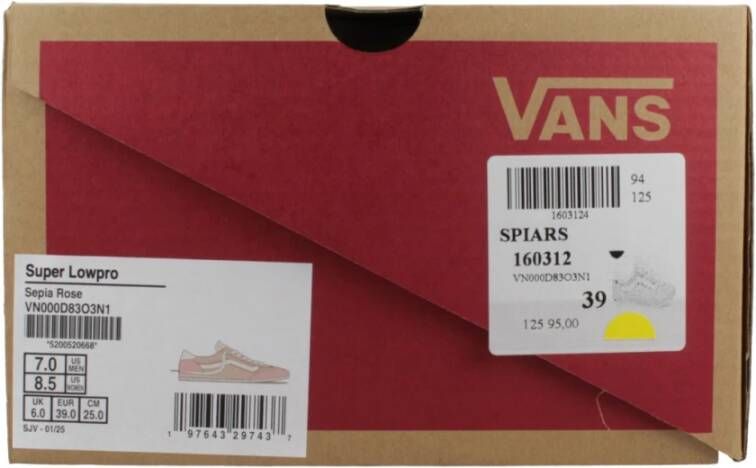 VANS
94
125
1603124
SPIARS
160312
VN000D83O3N1
39
125 95,00
Super Lowpro
Sepia Rose
VN000D83O3N1
*5200520668*
7.0 US MEN
8.5 US WOMEN
UK EUR CM
6.0 39.0 25.0
SJV - 01/25
1 97643 29743 7